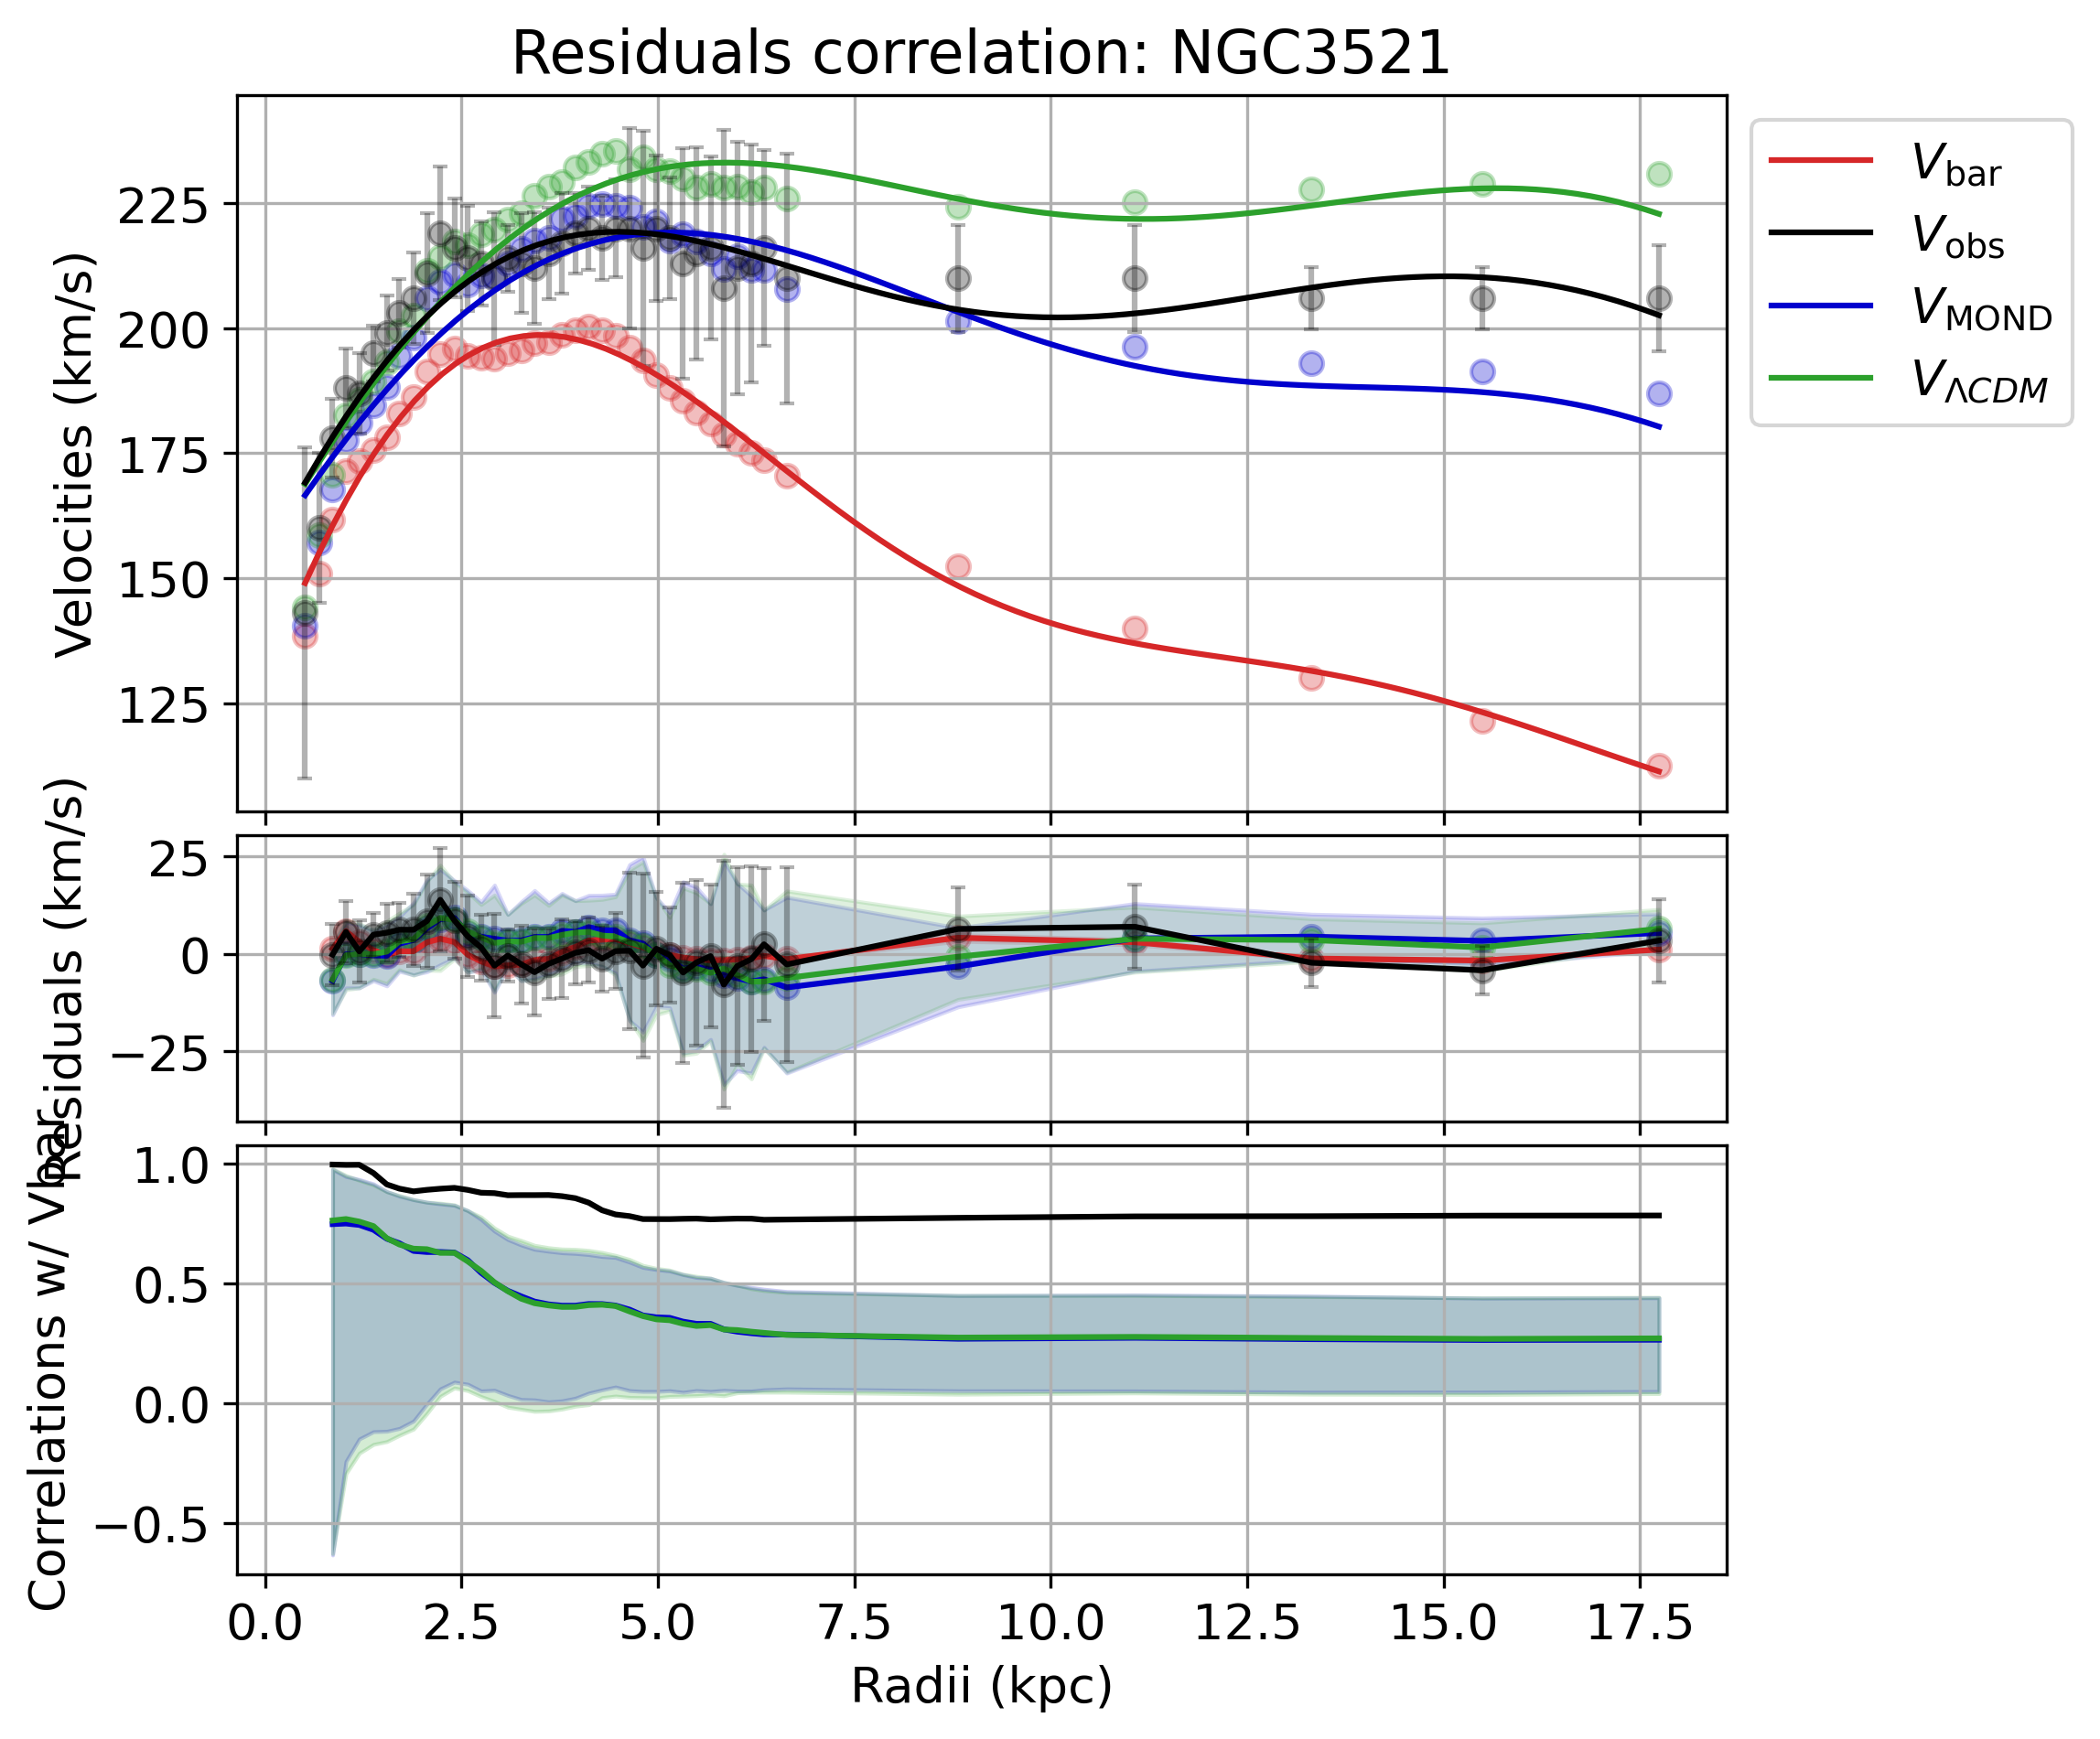 Residuals correlation: NGC3521
Velocities (km/s)
225
200
175
150
125
V_bar
V_obs
V_MOND
V_ΛCDM
Residuals (km/s)
25
0
−25
Correlations w/ Vbar
1.0
0.5
0.0
−0.5
0.0 2.5 5.0 7.5 10.0 12.5 15.0 17.5
Radii (kpc)